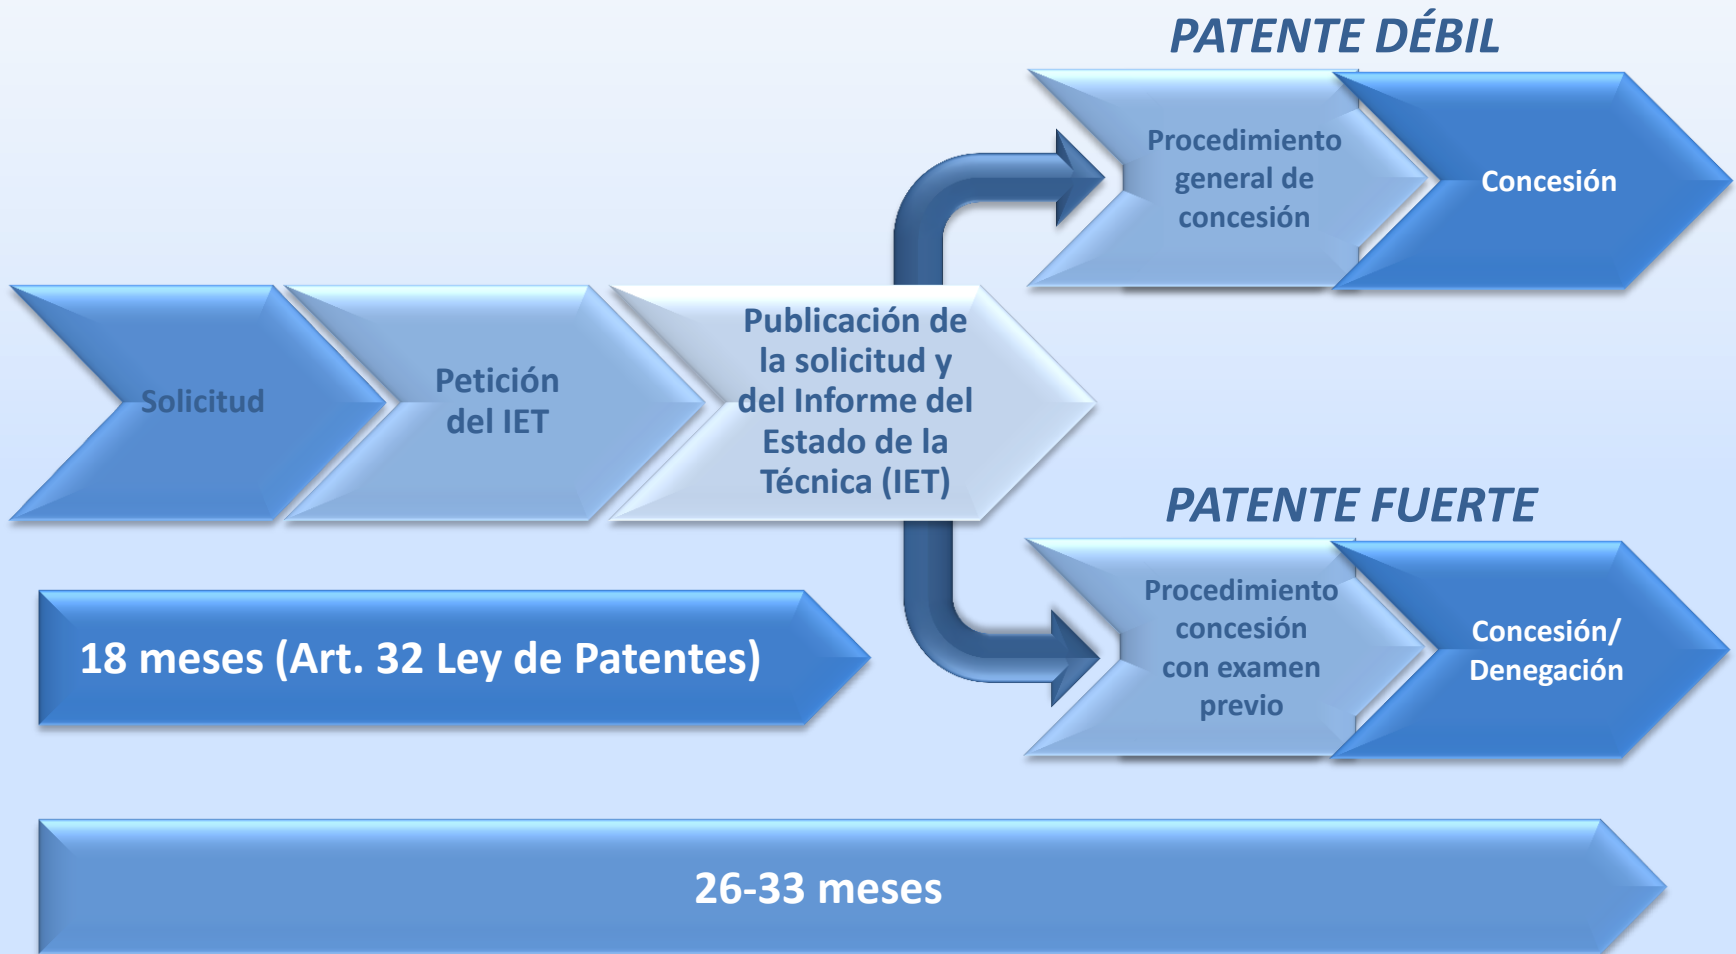 PATENTE DÉBIL
Procedimiento
general de
concesión
Concesión
Solicitud
Petición
del IET
Publicación de
la solicitud y
del Informe del
Estado de la
Técnica (IET)
PATENTE FUERTE
Procedimiento
concesión
con examen
previo
Concesión/
Denegación
18 meses (Art. 32 Ley de Patentes)
26-33 meses